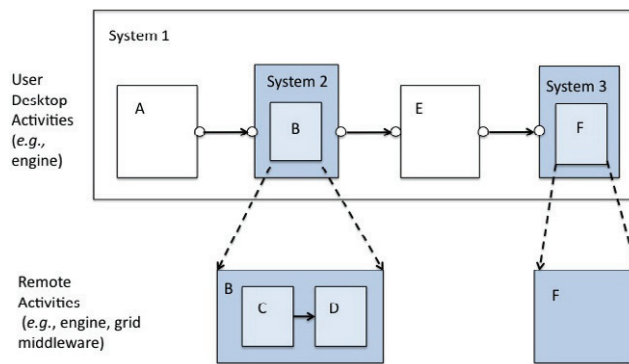 System 1
User
Desktop
Activities
(e.g.,
engine)
A
System 2
B
E
System 3
F
Remote
Activities
(e.g., engine, grid
middleware)
B
C
D
F